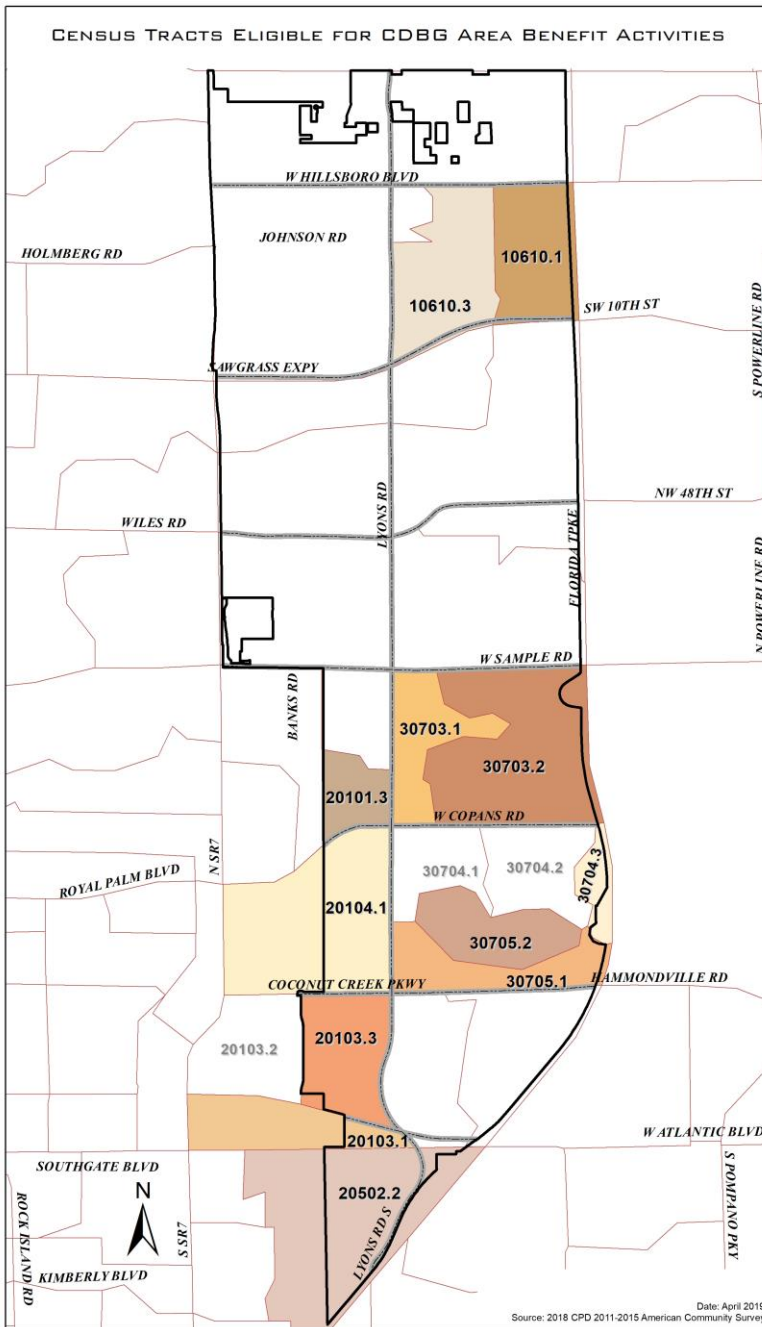 CENSUS TRACTS ELIGIBLE FOR CDBG AREA BENEFIT ACTIVITIES
W HILLSBORO BLVD
JOHNSON RD
HOLMBERG RD
10610.1
10610.3
SW 10TH ST
S POWERLINE RD
SAWGRASS EXPY
LYONS RD
NW 48TH ST
WILES RD
FLORIDA TPKE
N POWERLINE RD
W SAMPLE RD
BANKS RD
30703.1
30703.2
20101.3
W COPANS RD
N SR7
ROYAL PALM BLVD
30704.1
30704.2
30704.3
20104.1
30705.2
30705.1
COCONUT CREEK PKWY
HAMMONDVILLE RD
20103.2
20103.3
20103.1
W ATLANTIC BLVD
SOUTHGATE BLVD
20502.2
N
S SR7
ROCK ISLAND RD
LYONS RD S
S POMPANO PKY
KIMBERLY BLVD
Date: April 2019
Source: 2018 CPD 2011-2015 American Community Survey